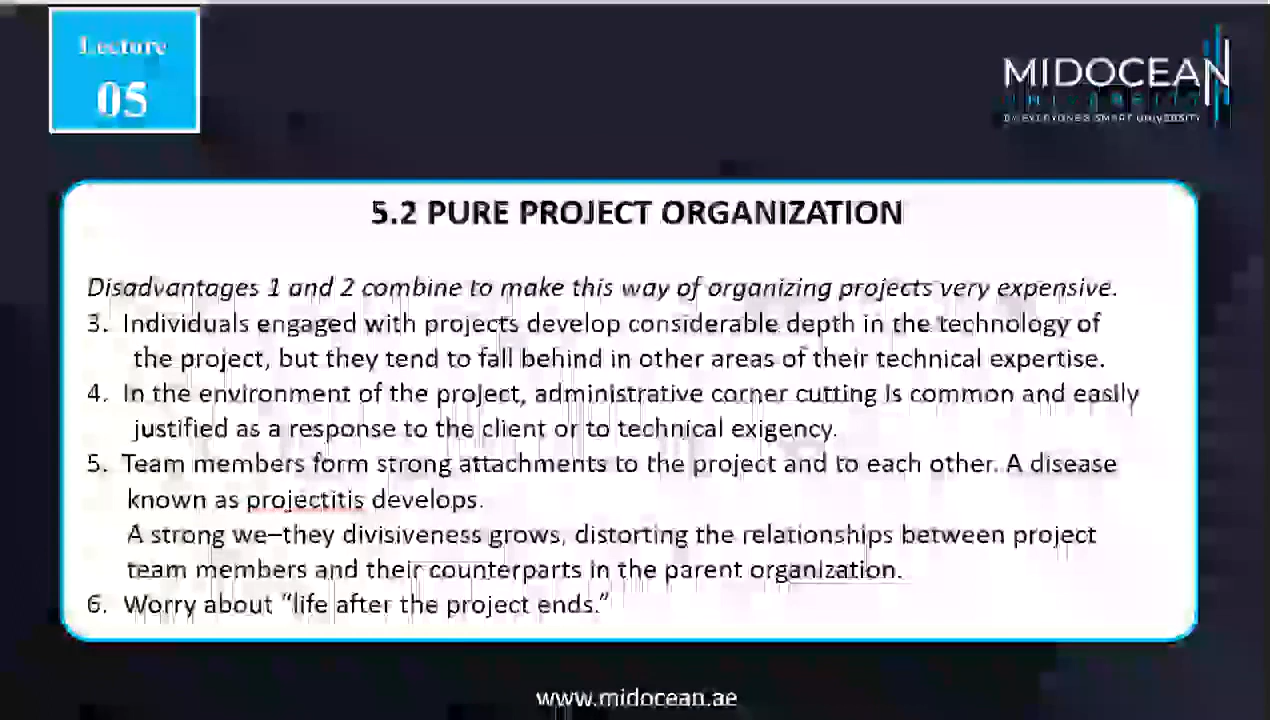 Lecture
05
MIDOCEAN
UNIVERSITY
BY EVERYONE'S SMART UNIVERSITY
5.2 PURE PROJECT ORGANIZATION
Disadvantages 1 and 2 combine to make this way of organizing projects very expensive.
3. Individuals engaged with projects develop considerable depth in the technology of
the project, but they tend to fall behind in other areas of their technical expertise.
4. In the environment of the project, administrative corner cutting is common and easily
justified as a response to the client or to technical exigency.
5. Team members form strong attachments to the project and to each other. A disease
known as projectitis develops.
A strong we–they divisiveness grows, distorting the relationships between project
team members and their counterparts in the parent organization.
6. Worry about “life after the project ends.”
www.midocean.ae